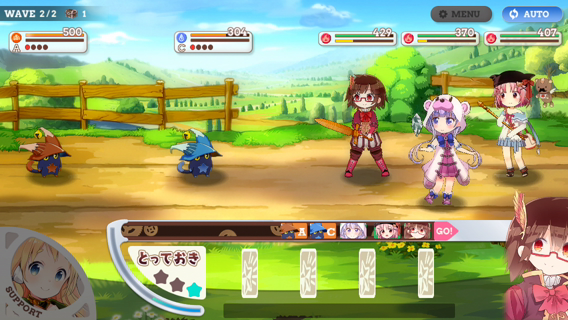 WAVE 2/2 1
MENU
AUTO
500
A
304
C
429
370
407
A
C
GO!
とっておき
SUPPORT